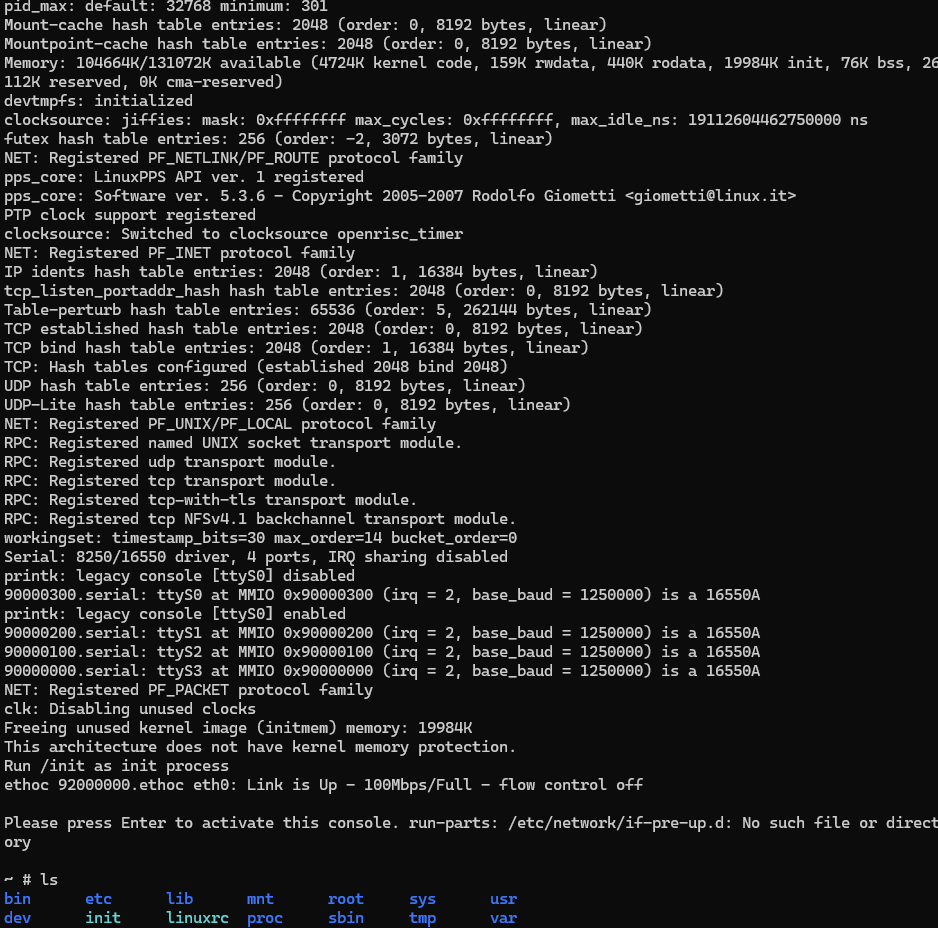 pid_max: default: 32768 minimum: 301
Mount-cache hash table entries: 2048 (order: 0, 8192 bytes, linear)
Mountpoint-cache hash table entries: 2048 (order: 0, 8192 bytes, linear)
Memory: 104664K/131072K available (4724K kernel code, 159K rwdata, 440K rodata, 19984K init, 76K bss, 26
112K reserved, 0K cma-reserved)
devtmpfs: initialized
clocksource: jiffies: mask: 0xffffffff max_cycles: 0xffffffff, max_idle_ns: 19112604462750000 ns
futex hash table entries: 256 (order: -2, 3072 bytes, linear)
NET: Registered PF_NETLINK/PF_ROUTE protocol family
pps_core: LinuxPPS API ver. 1 registered
pps_core: Software ver. 5.3.6 - Copyright 2005-2007 Rodolfo Giometti <giometti@linux.it>
PTP clock support registered
clocksource: Switched to clocksource openrisc_timer
NET: Registered PF_INET protocol family
IP idents hash table entries: 2048 (order: 1, 16384 bytes, linear)
tcp_listen_portaddr_hash hash table entries: 2048 (order: 0, 8192 bytes, linear)
Table-perturb hash table entries: 65536 (order: 5, 262144 bytes, linear)
TCP established hash table entries: 2048 (order: 0, 8192 bytes, linear)
TCP bind hash table entries: 2048 (order: 1, 16384 bytes, linear)
TCP: Hash tables configured (established 2048 bind 2048)
UDP hash table entries: 256 (order: 0, 8192 bytes, linear)
UDP-Lite hash table entries: 256 (order: 0, 8192 bytes, linear)
NET: Registered PF_UNIX/PF_LOCAL protocol family
RPC: Registered named UNIX socket transport module.
RPC: Registered udp transport module.
RPC: Registered tcp transport module.
RPC: Registered tcp-with-tls transport module.
RPC: Registered tcp NFSv4.1 backchannel transport module.
workingset: timestamp_bits=30 max_order=14 bucket_order=0
Serial: 8250/16550 driver, 4 ports, IRQ sharing disabled
printk: legacy console [ttyS0] disabled
90000300.serial: ttyS0 at MMIO 0x90000300 (irq = 2, base_baud = 1250000) is a 16550A
printk: legacy console [ttyS0] enabled
90000200.serial: ttyS1 at MMIO 0x90000200 (irq = 2, base_baud = 1250000) is a 16550A
90000100.serial: ttyS2 at MMIO 0x90000100 (irq = 2, base_baud = 1250000) is a 16550A
90000000.serial: ttyS3 at MMIO 0x90000000 (irq = 2, base_baud = 1250000) is a 16550A
NET: Registered PF_PACKET protocol family
clk: Disabling unused clocks
Freeing unused kernel image (initmem) memory: 19984K
This architecture does not have kernel memory protection.
Run /init as init process
ethoc 92000000.ethoc eth0: Link is Up - 100Mbps/Full - flow control off
Please press Enter to activate this console. run-parts: /etc/network/if-pre-up.d: No such file or direct
ory
~ # ls
bin etc lib mnt root sys usr
dev init linuxrc proc sbin tmp var